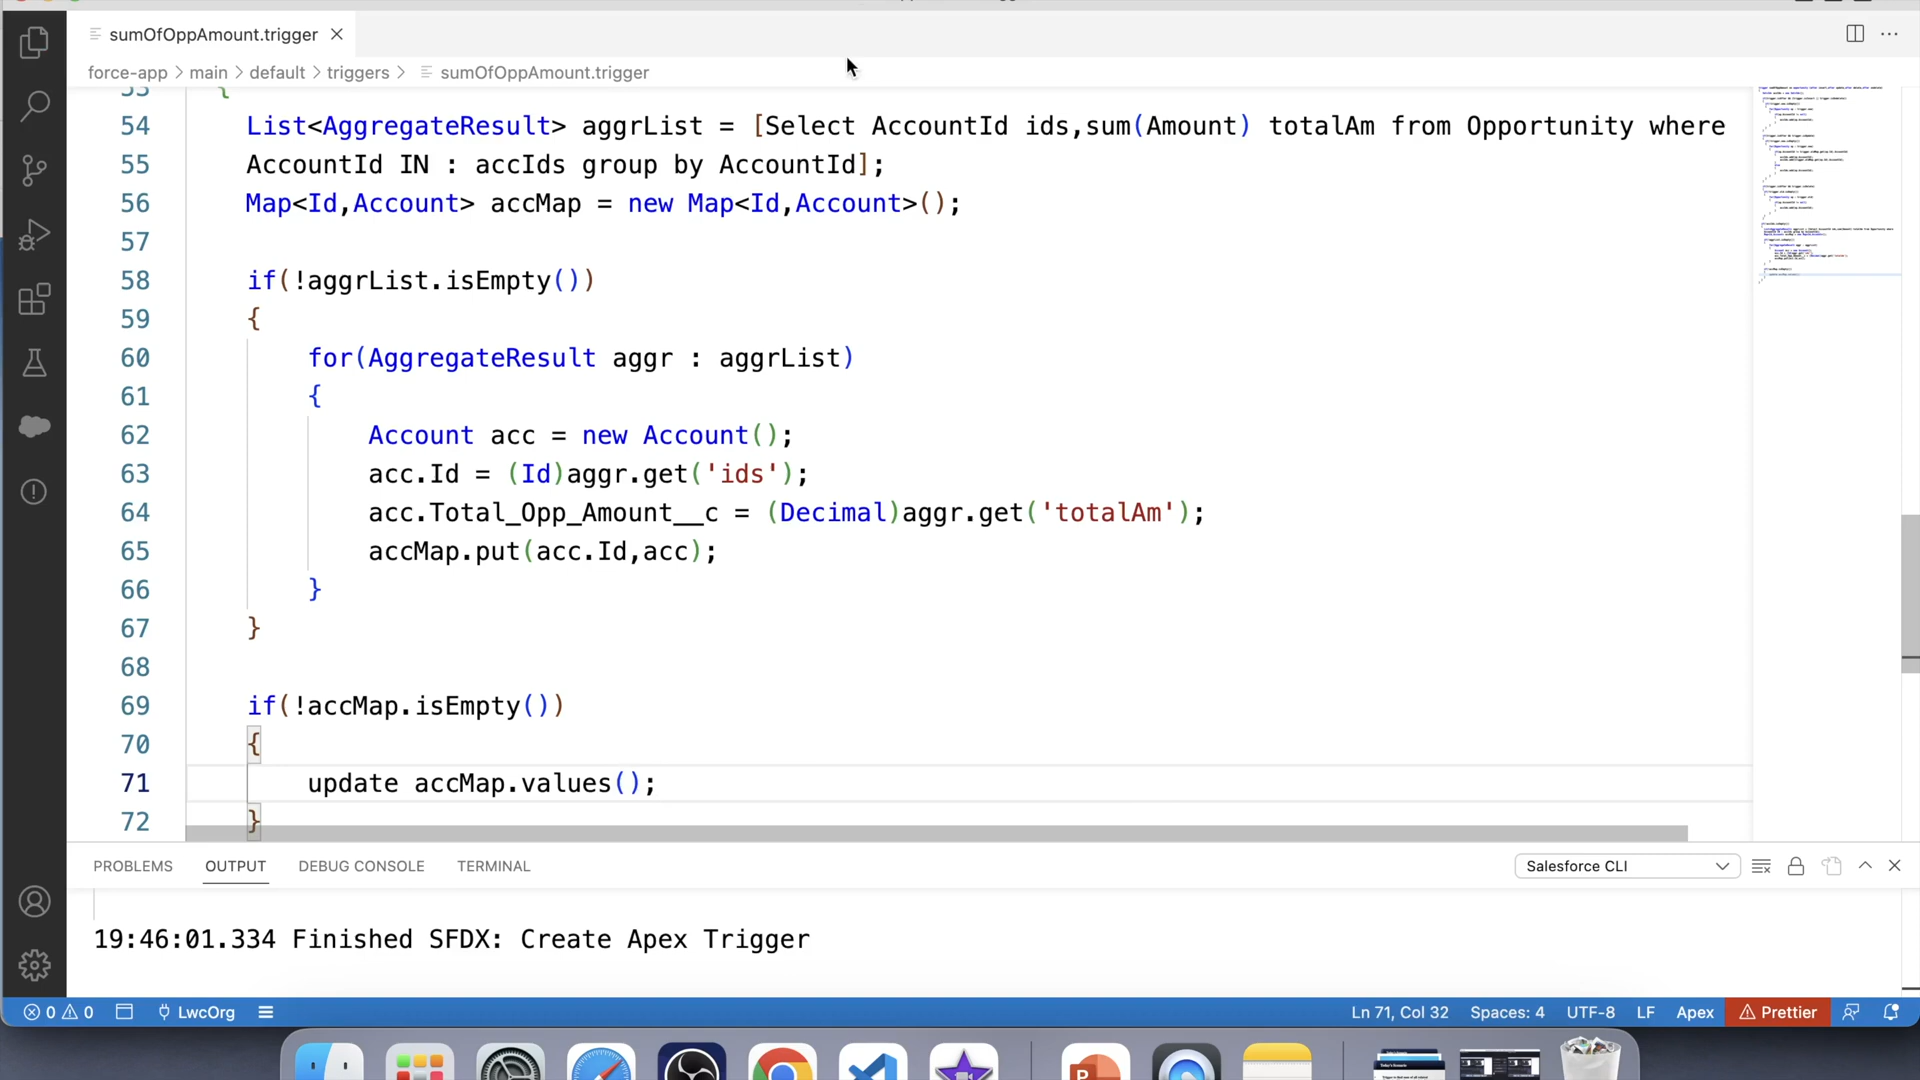 sumOfOppAmount.trigger
force-app > main > default > triggers > sumOfOppAmount.trigger
53 {
54 List<AggregateResult> aggrList = [Select AccountId ids,sum(Amount) totalAm from Opportunity where
55 AccountId IN : accIds group by AccountId];
56 Map<Id,Account> accMap = new Map<Id,Account>();
57
58 if(!aggrList.isEmpty())
59 {
60 for(AggregateResult aggr : aggrList)
61 {
62 Account acc = new Account();
63 acc.Id = (Id)aggr.get('ids');
64 acc.Total_Opp_Amount__c = (Decimal)aggr.get('totalAm');
65 accMap.put(acc.Id,acc);
66 }
67 }
68
69 if(!accMap.isEmpty())
70 {
71 update accMap.values();
72 }
PROBLEMS OUTPUT DEBUG CONSOLE TERMINAL Salesforce CLI
19:46:01.334 Finished SFDX: Create Apex Trigger
0 0 LwcOrg Ln 71, Col 32 Spaces: 4 UTF-8 LF Apex Prettier